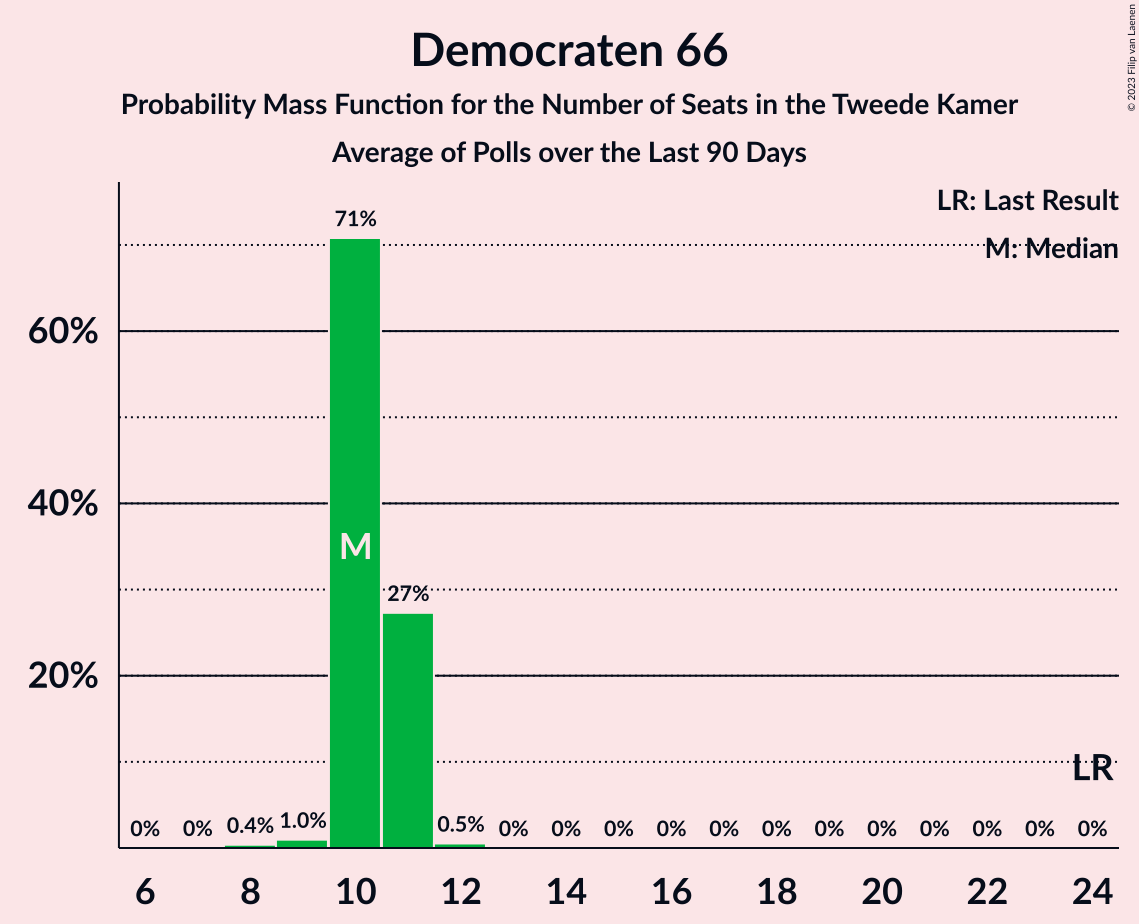 Democraten 66
Probability Mass Function for the Number of Seats in the Tweede Kamer
Average of Polls over the Last 90 Days
© 2023 Filip van Laenen
LR: Last Result
M: Median
71%
60%
40%
M
27%
20%
LR
0% 0% 0.4% 1.0% 0.5% 0% 0% 0% 0% 0% 0% 0% 0% 0% 0% 0% 0%
6 8 10 12 14 16 18 20 22 24